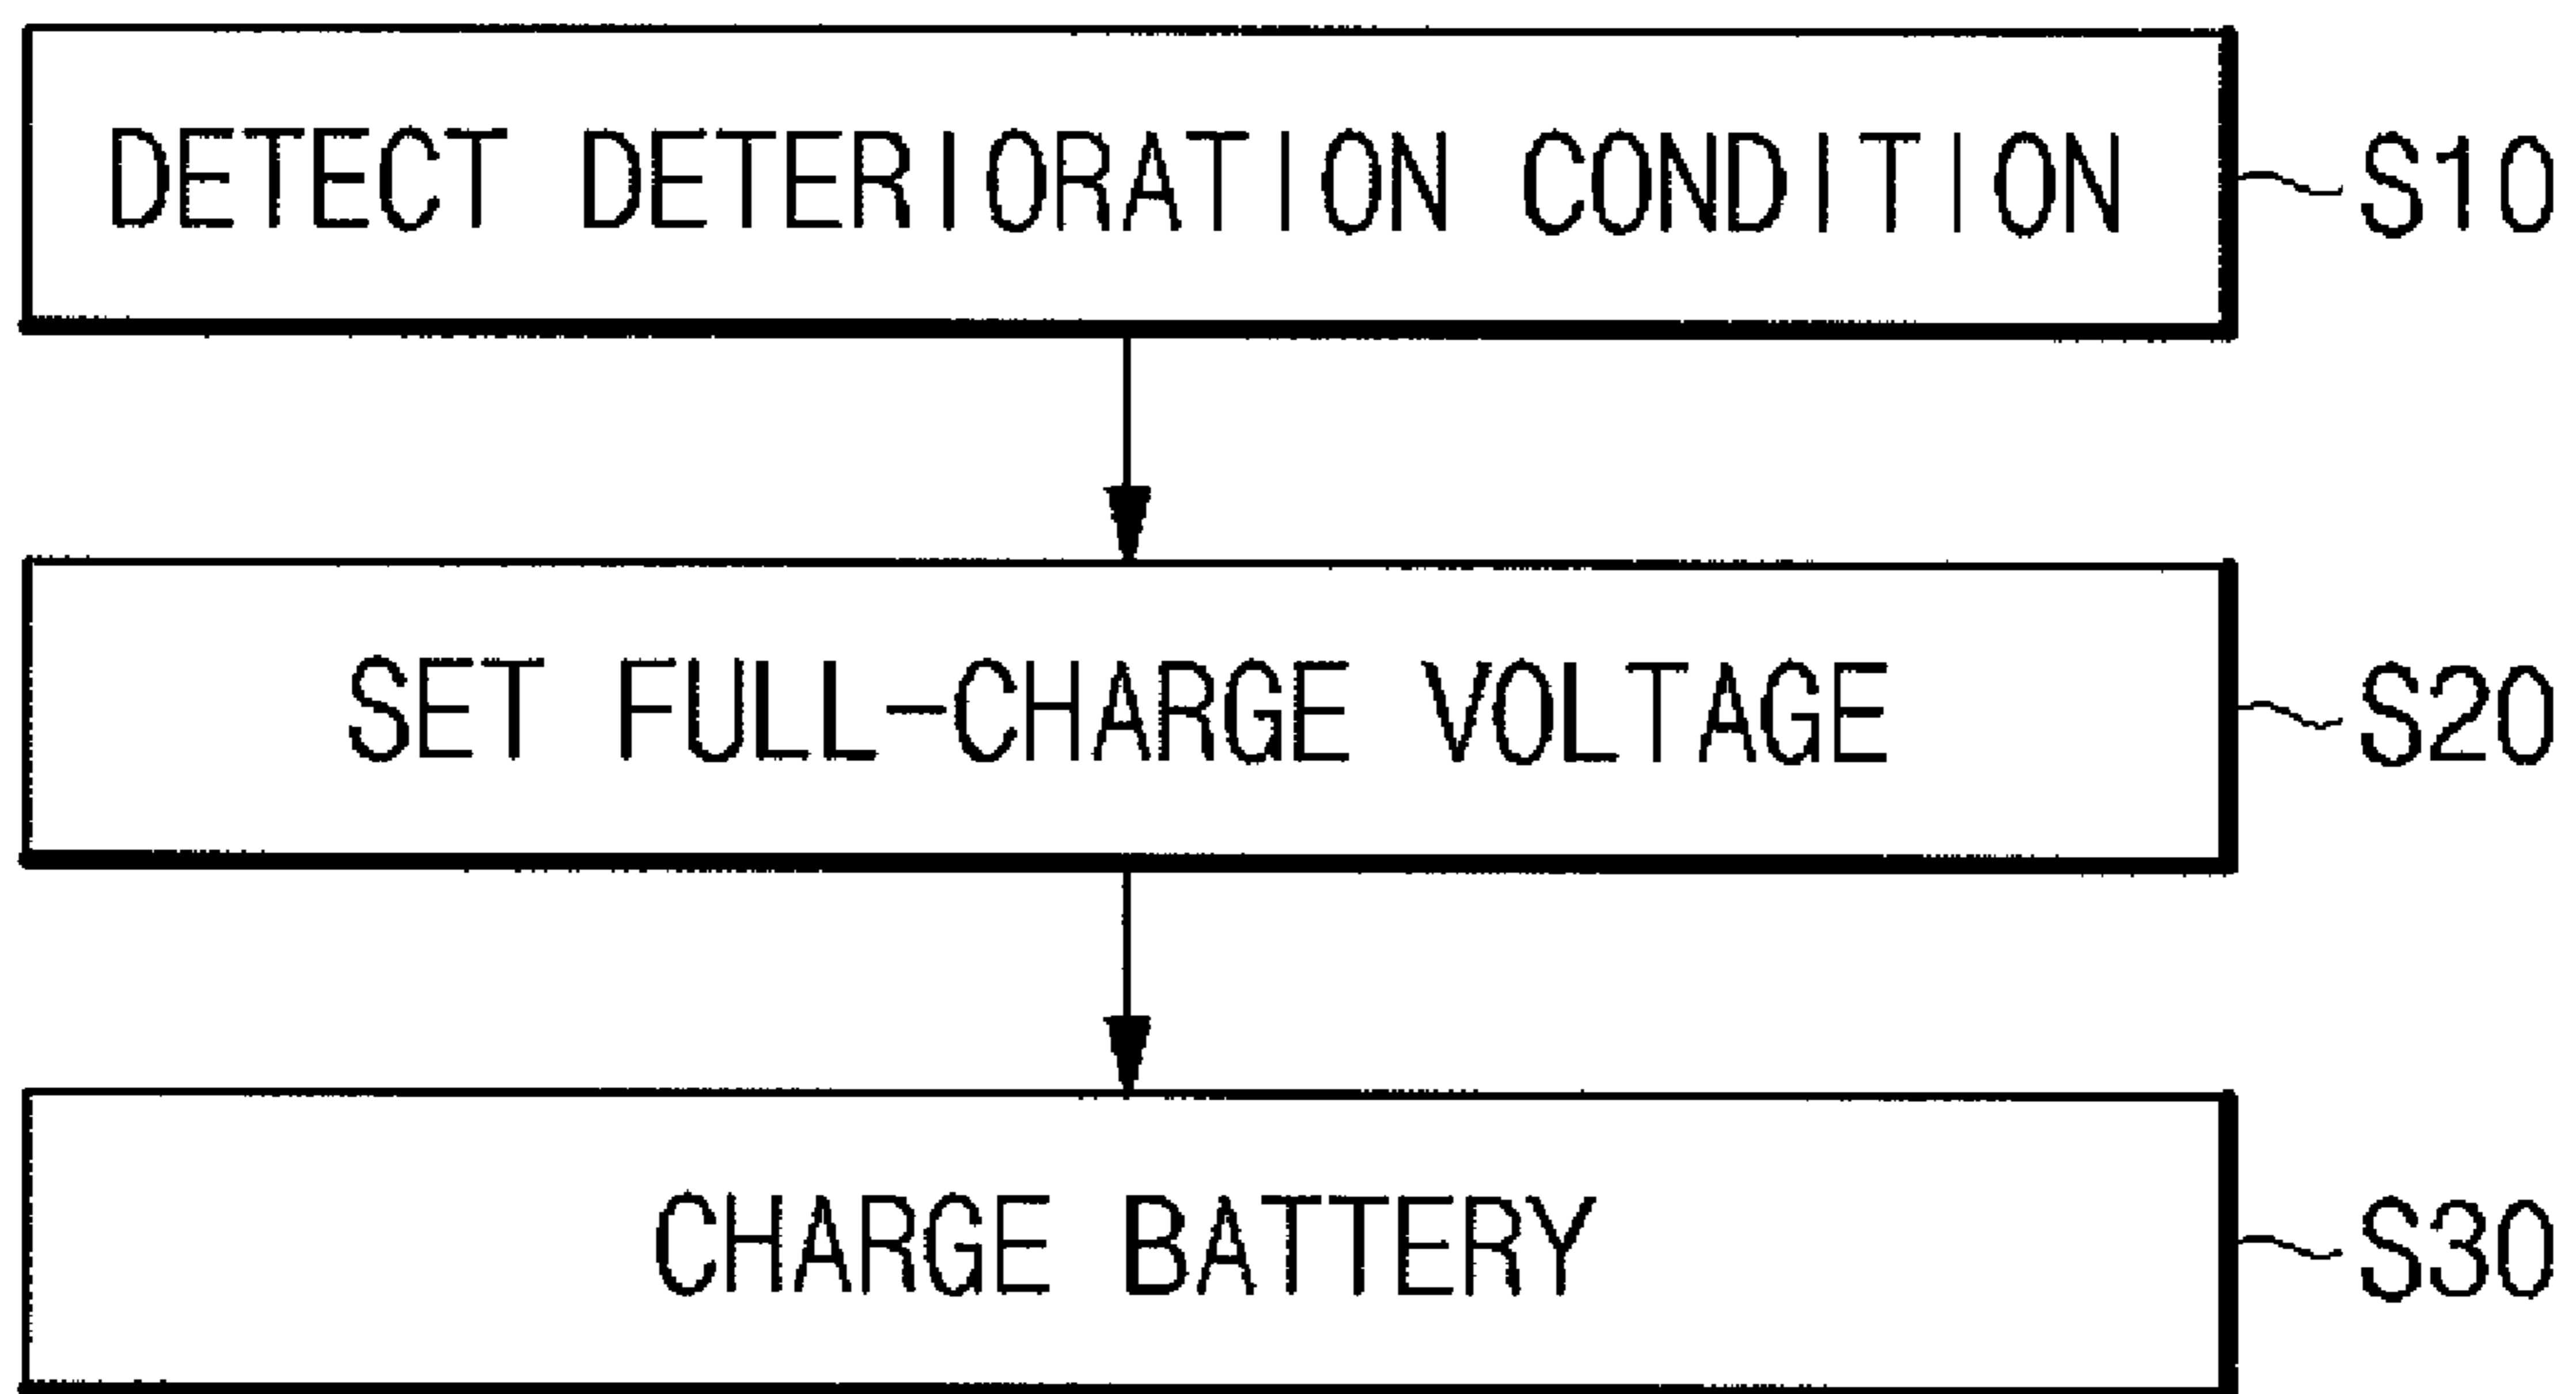 DETECT DETERIORATION CONDITION S10
SET FULL-CHARGE VOLTAGE S20
CHARGE BATTERY S30